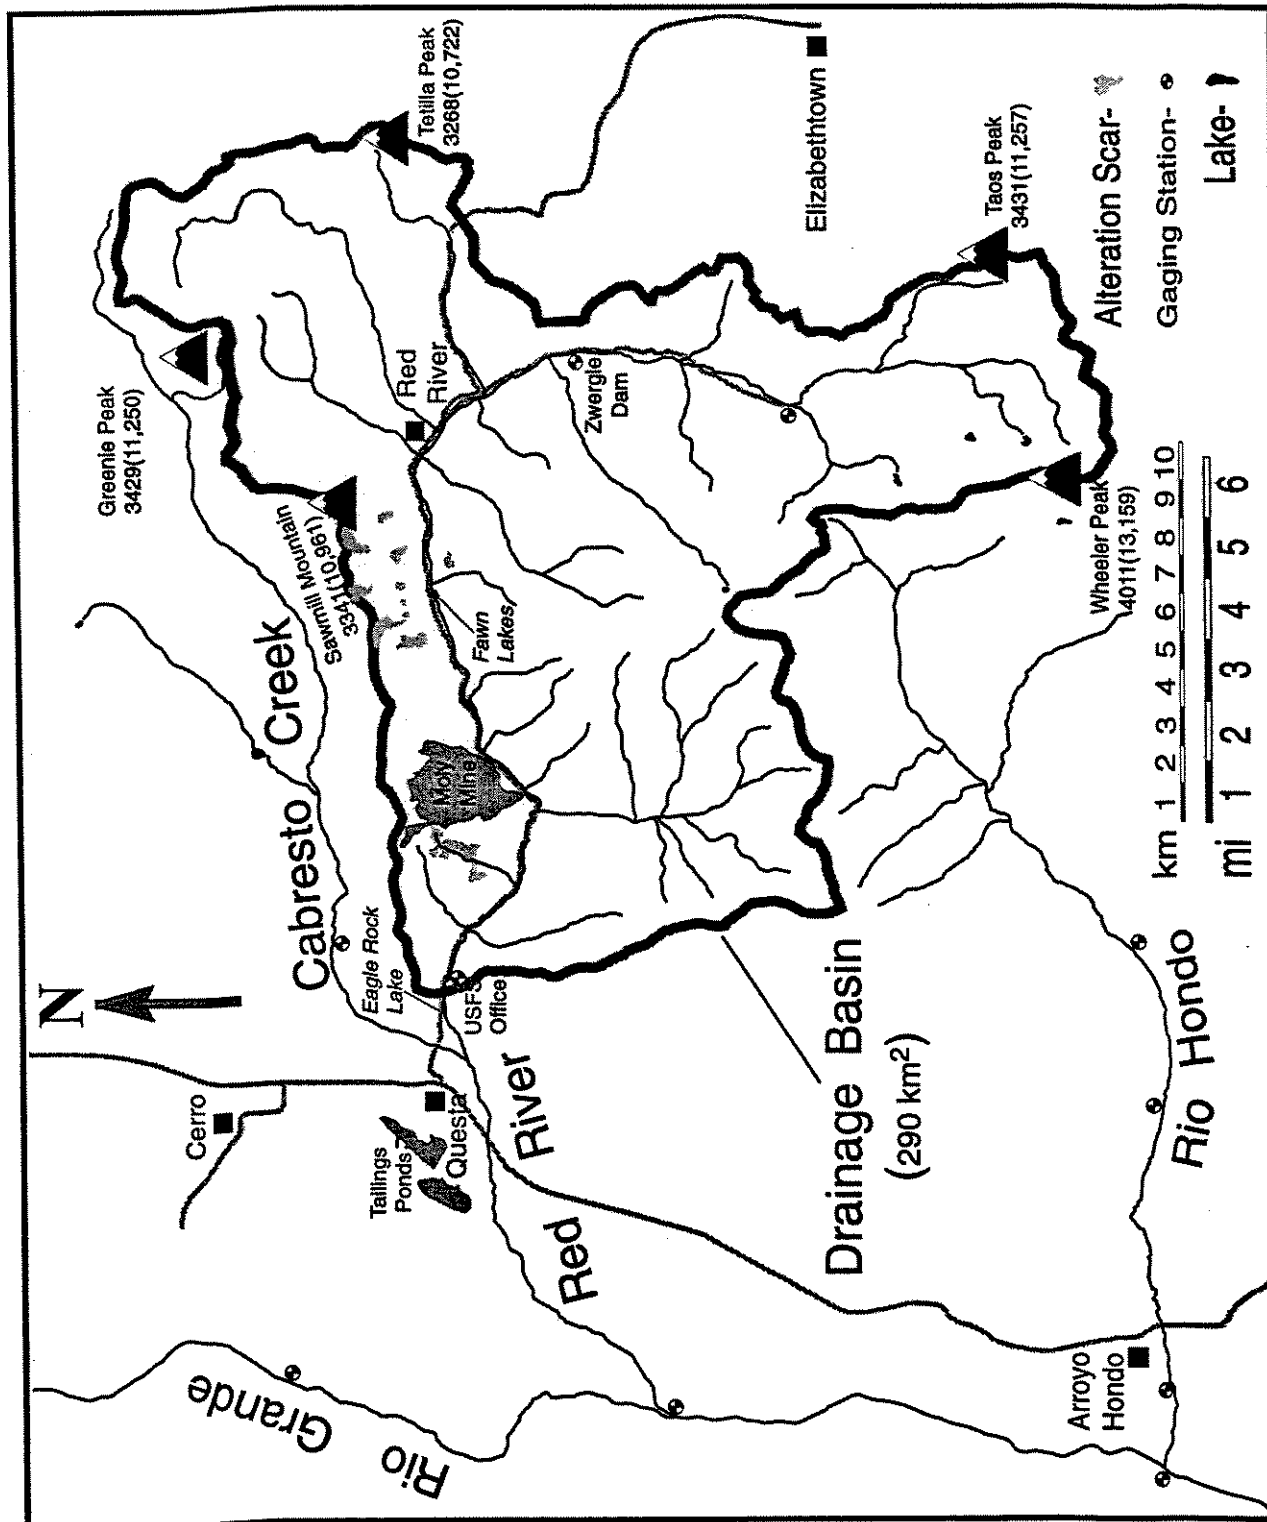 N
Cerro
Cabresto Creek
Greenie Peak
3429(11,250)
Sawmill Mountain
3341(10,961)
Tetilla Peak
3268(10,722)
Elizabethtown
Taos Peak
3431(11,257)
Wheeler Peak
4011(13,159)
Red
River
Zwergle
Dam
Fawn
Lakes
Moly
Mine
Eagle Rock
Lake
USFS
Office
Tailings
Ponds
Questa
Red River
Rio Grande
Drainage Basin
(290 km²)
Rio Hondo
Arroyo
Hondo
Alteration Scar-
Gaging Station-
Lake-
km 1 2 3 4 5 6 7 8 9 10
mi 1 2 3 4 5 6